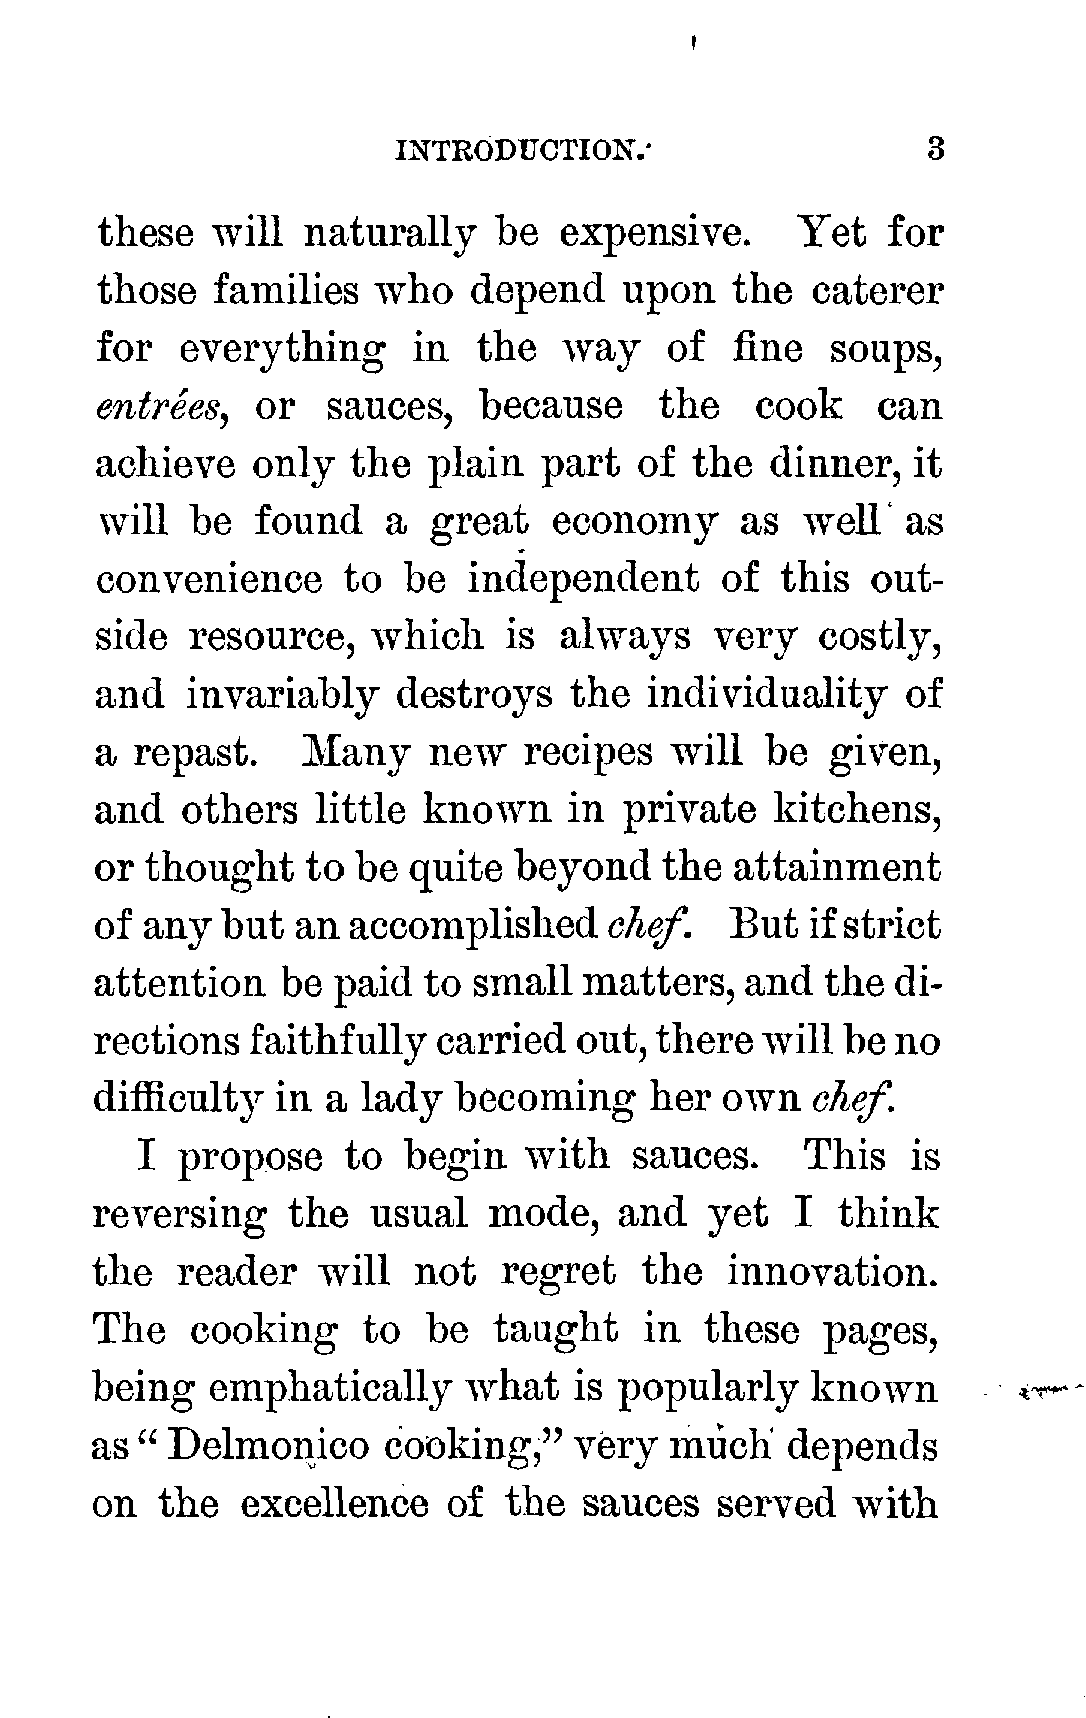 INTRODUCTION. 3
these will naturally be expensive. Yet for
those families who depend upon the caterer
for everything in the way of fine soups,
entrées, or sauces, because the cook can
achieve only the plain part of the dinner, it
will be found a great economy as well as
convenience to be independent of this out-
side resource, which is always very costly,
and invariably destroys the individuality of
a repast. Many new recipes will be given,
and others little known in private kitchens,
or thought to be quite beyond the attainment
of any but an accomplished chef. But if strict
attention be paid to small matters, and the di-
rections faithfully carried out, there will be no
difficulty in a lady becoming her own chef.
I propose to begin with sauces. This is
reversing the usual mode, and yet I think
the reader will not regret the innovation.
The cooking to be taught in these pages,
being emphatically what is popularly known
as “ Delmonico cooking,” very much depends
on the excellence of the sauces served with